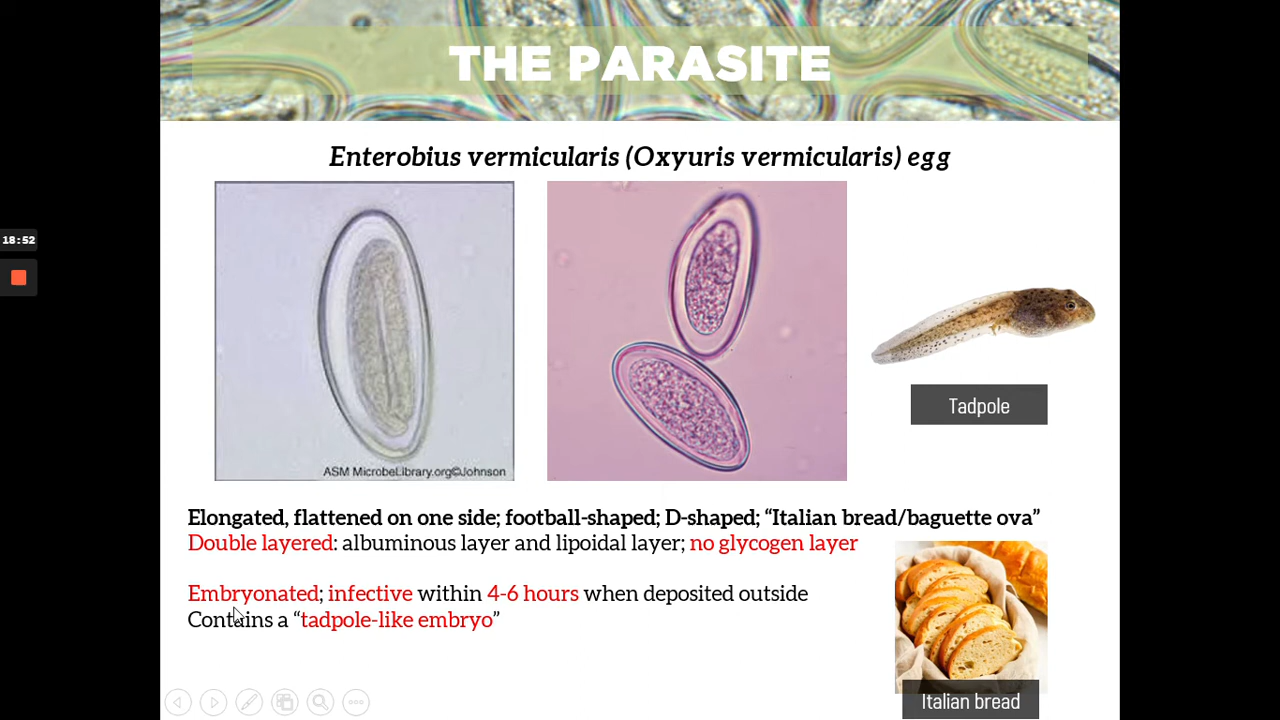 THE PARASITE
Enterobius vermicularis (Oxyuris vermicularis) egg
18:52
ASM MicrobeLibrary.org©Johnson
Tadpole
Elongated, flattened on one side; football-shaped; D-shaped; “Italian bread/baguette ova”
Double layered: albuminous layer and lipoidal layer; no glycogen layer
Embryonated; infective within 4-6 hours when deposited outside
Contains a “tadpole-like embryo”
Italian bread